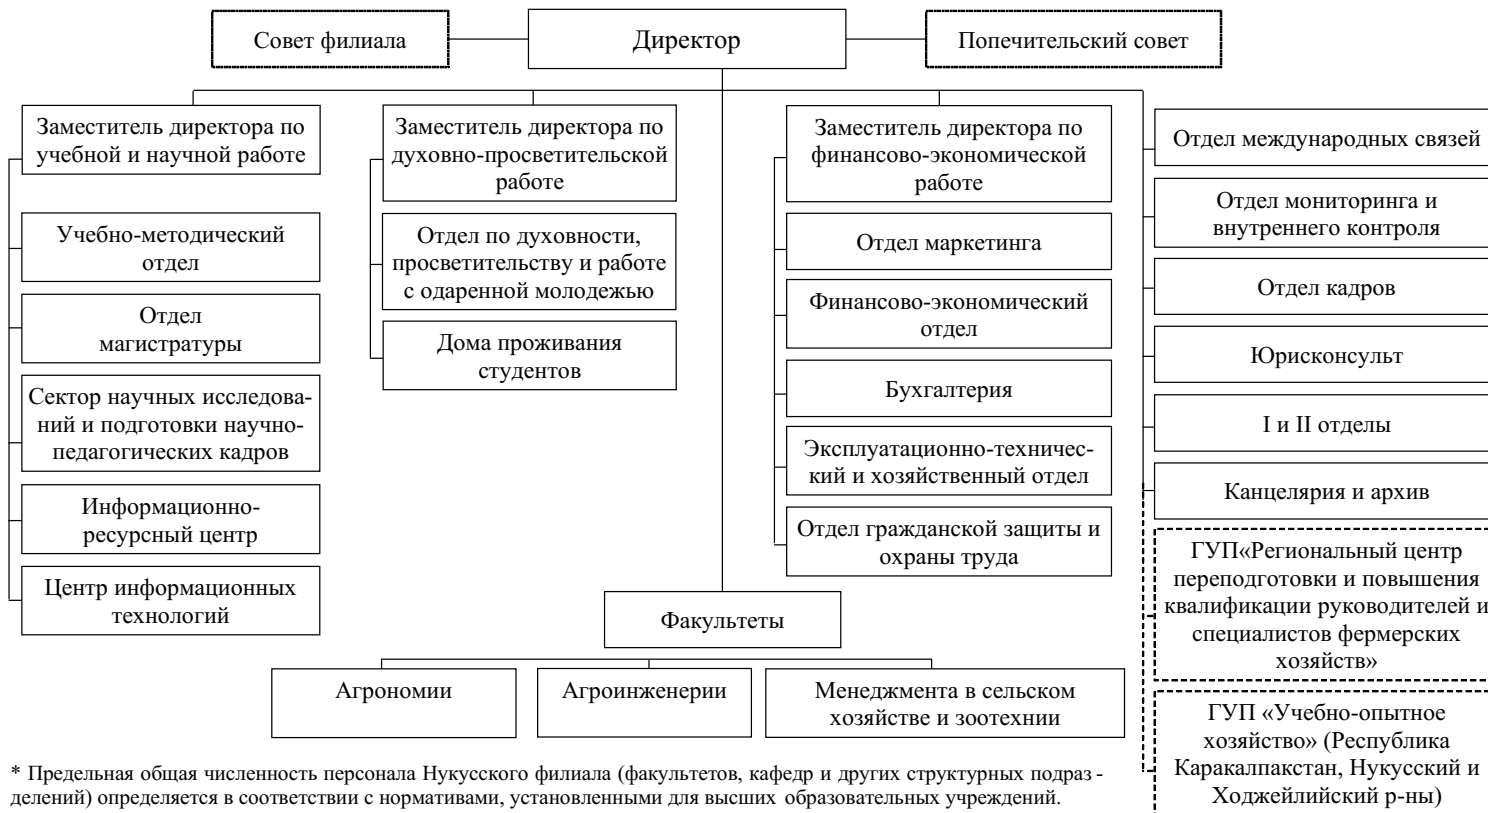 Совет филиала
Директор
Попечительский совет
Заместитель директора по
учебной и научной работе
Учебно-методический
отдел
Отдел
магистратуры
Сектор научных исследова-
ний и подготовки научно-
педагогических кадров
Информационно-
ресурсный центр
Центр информационных
технологий
Заместитель директора по
духовно-просветительской
работе
Отдел по духовности,
просветительству и работе
с одаренной молодежью
Дома проживания
студентов
Заместитель директора по
финансово-экономической
работе
Отдел маркетинга
Финансово-экономический
отдел
Бухгалтерия
Эксплуатационно-техничес-
кий и хозяйственный отдел
Отдел гражданской защиты и
охраны труда
Отдел международных связей
Отдел мониторинга и
внутреннего контроля
Отдел кадров
Юрисконсульт
I и II отделы
Канцелярия и архив
ГУП«Региональный центр
переподготовки и повышения
квалификации руководителей и
специалистов фермерских
хозяйств»
ГУП «Учебно-опытное
хозяйство» (Республика
Каракалпакстан, Нукусский и
Ходжейлийский р-ны)
Факультеты
Агрономии
Агроинженерии
Менеджмента в сельском
хозяйстве и зоотехнии
* Предельная общая численность персонала Нукусского филиала (факультетов, кафедр и других структурных подраз -
делений) определяется в соответствии с нормативами, установленными для высших образовательных учреждений.